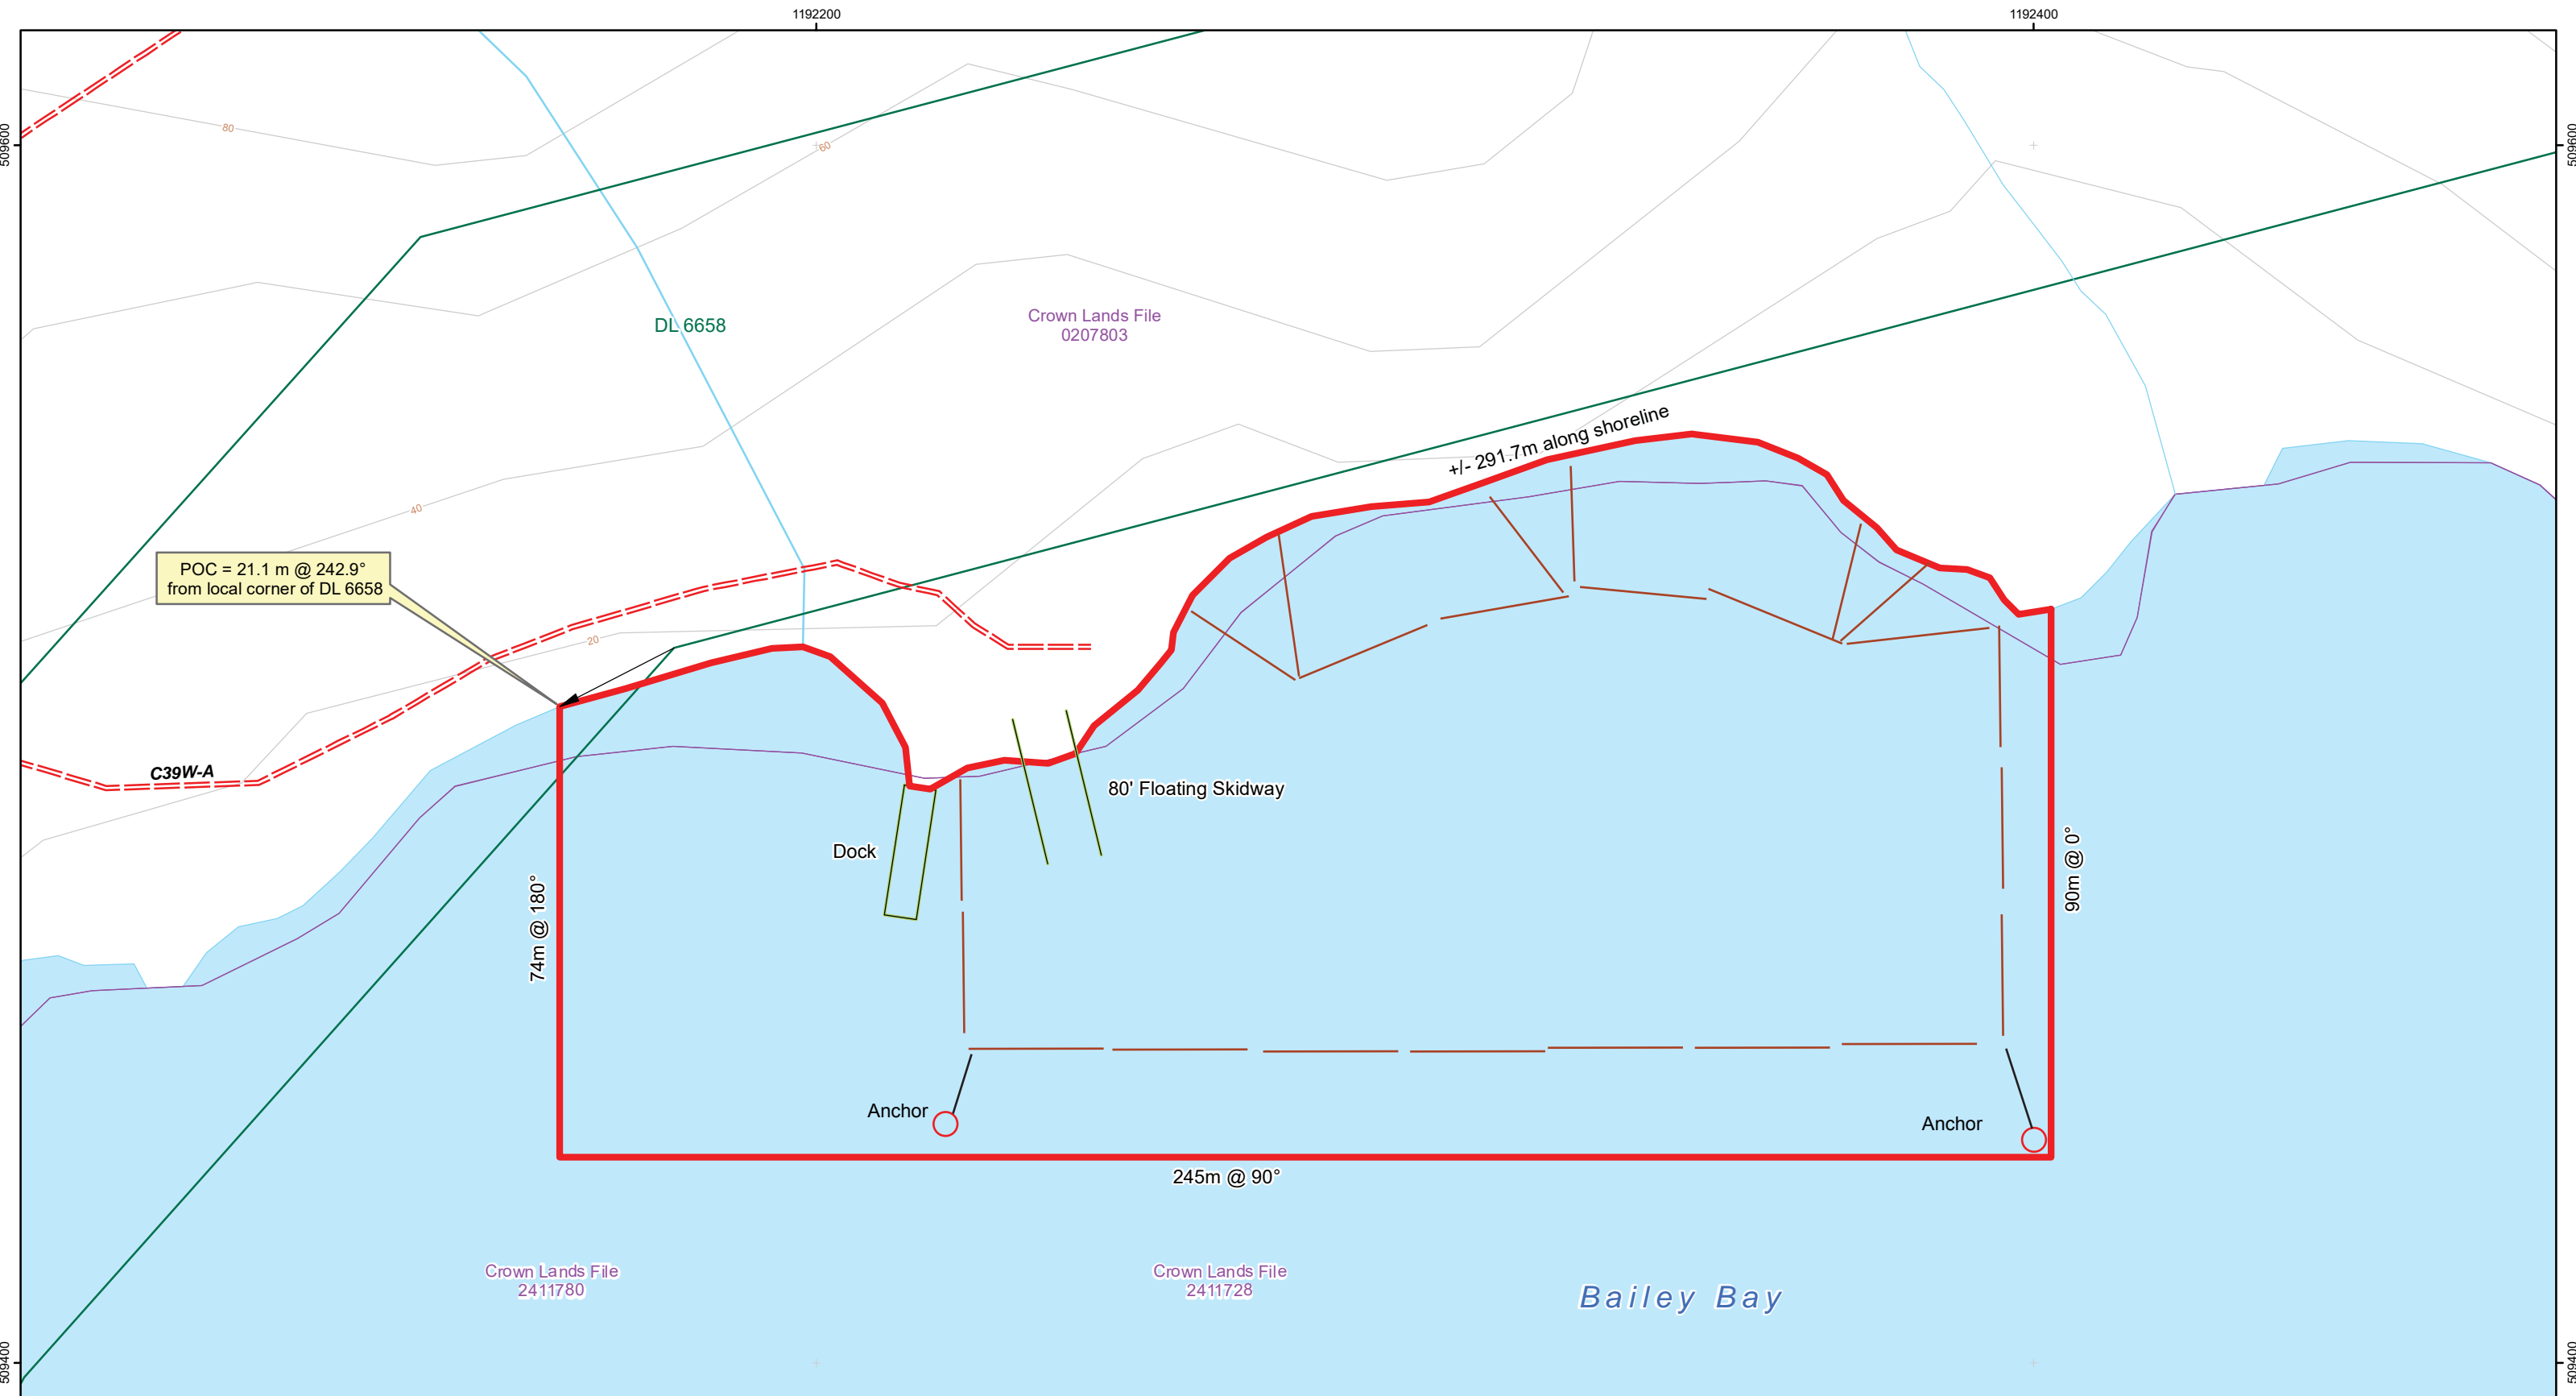 1192200
1192400
509600
509600
80
60
DL 6658
Crown Lands File
0207803
+/- 291.7m along shoreline
40
POC = 21.1 m @ 242.9°
from local corner of DL 6658
20
C39W-A
80' Floating Skidway
Dock
74m @ 180°
90m @ 0°
Anchor
Anchor
245m @ 90°
Crown Lands File
2411780
Crown Lands File
2411728
Bailey Bay
509400
509400